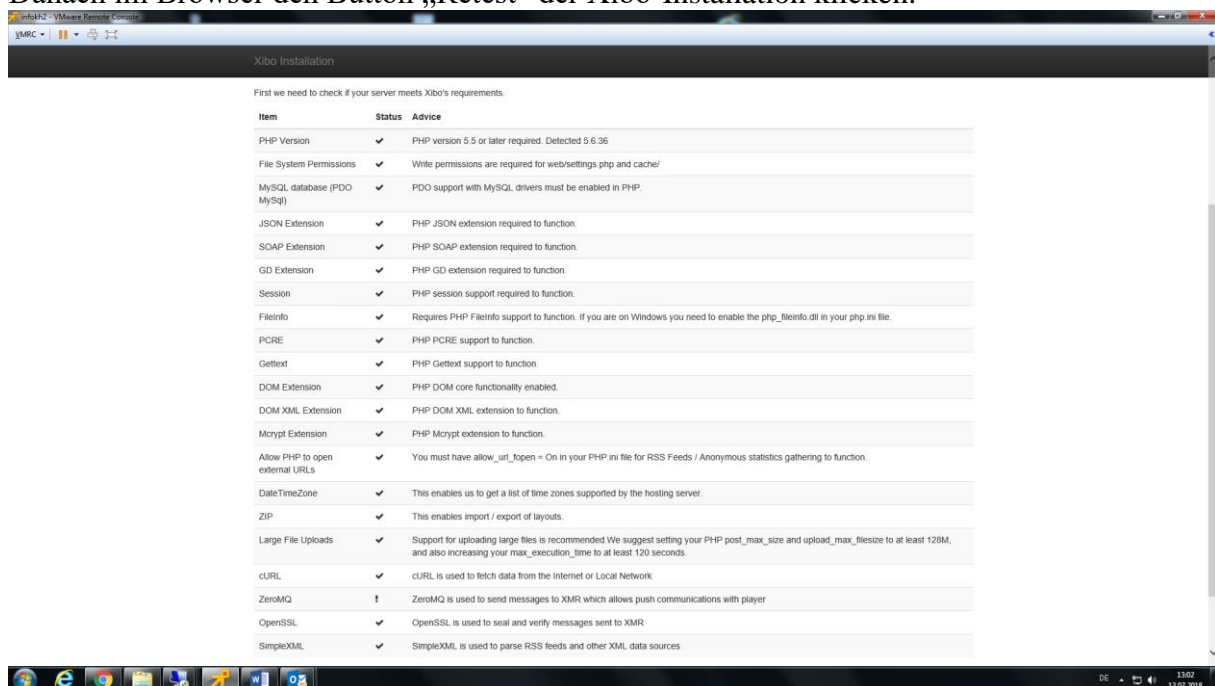 Danach im Browser den Button „Retest“ der Xibo-Installation klicken.
infokh2 - VMware Remote Console
VMRC
Xibo Installation
First we need to check if your server meets Xibo's requirements.
Item Status Advice
PHP Version ✔ PHP version 5.5 or later required. Detected 5.6.36
File System Permissions ✔ Write permissions are required for web/settings.php and cache/
MySQL database (PDO ✔ PDO support with MySQL drivers must be enabled in PHP.
MySql)
JSON Extension ✔ PHP JSON extension required to function.
SOAP Extension ✔ PHP SOAP extension required to function.
GD Extension ✔ PHP GD extension required to function.
Session ✔ PHP session support required to function.
FileInfo ✔ Requires PHP FileInfo support to function. If you are on Windows you need to enable the php_fileinfo.dll in your php.ini file.
PCRE ✔ PHP PCRE support to function.
Gettext ✔ PHP Gettext support to function.
DOM Extension ✔ PHP DOM core functionality enabled.
DOM XML Extension ✔ PHP DOM XML extension to function.
Mcrypt Extension ✔ PHP Mcrypt extension to function.
Allow PHP to open ✔ You must have allow_url_fopen = On in your PHP.ini file for RSS Feeds / Anonymous statistics gathering to function.
external URLs
DateTimeZone ✔ This enables us to get a list of time zones supported by the hosting server.
ZIP ✔ This enables import / export of layouts.
Large File Uploads ✔ Support for uploading large files is recommended.We suggest setting your PHP post_max_size and upload_max_filesize to at least 128M,
and also increasing your max_execution_time to at least 120 seconds.
cURL ✔ cURL is used to fetch data from the Internet or Local Network
ZeroMQ ! ZeroMQ is used to send messages to XMR which allows push communications with player
OpenSSL ✔ OpenSSL is used to seal and verify messages sent to XMR
SimpleXML ✔ SimpleXML is used to parse RSS feeds and other XML data sources
DE 13:02
13.07.2018